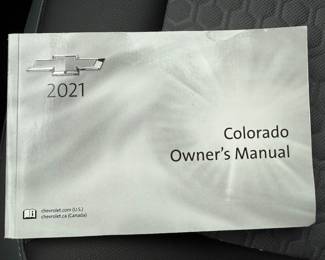 2021
Colorado
Owner's Manual
chevrolet.com (U.S.)
chevrolet.ca (Canada)